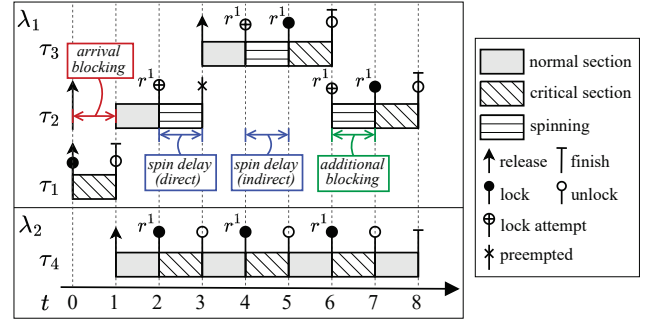 λ₁
r¹
τ₃
arrival
blocking
r¹
r¹
τ₂
spin delay
(direct)
spin delay
(indirect)
additional
blocking
τ₁
λ₂
r¹
r¹
r¹
τ₄
t 0 1 2 3 4 5 6 7 8
normal section
critical section
spinning
release
finish
lock
unlock
lock attempt
preempted